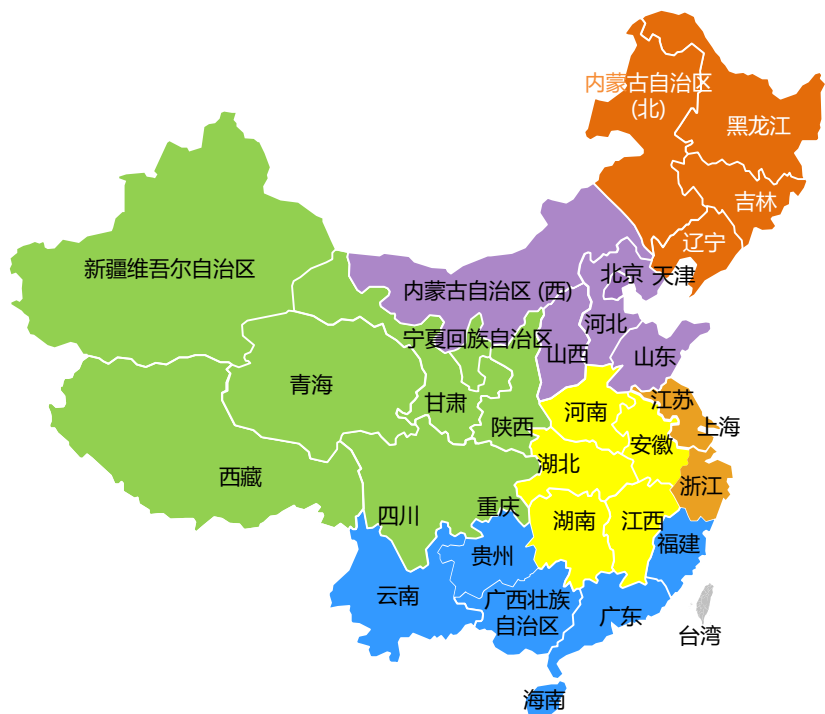 内蒙古自治区
(北)
黑龙江
吉林
辽宁
新疆维吾尔自治区
内蒙古自治区 (西)
北京
天津
宁夏回族自治区
河北
山西
山东
青海
甘肃
陕西
河南
江苏
上海
安徽
湖北
西藏
四川
重庆
浙江
湖南
江西
福建
贵州
云南
广西壮族
自治区
广东
台湾
海南